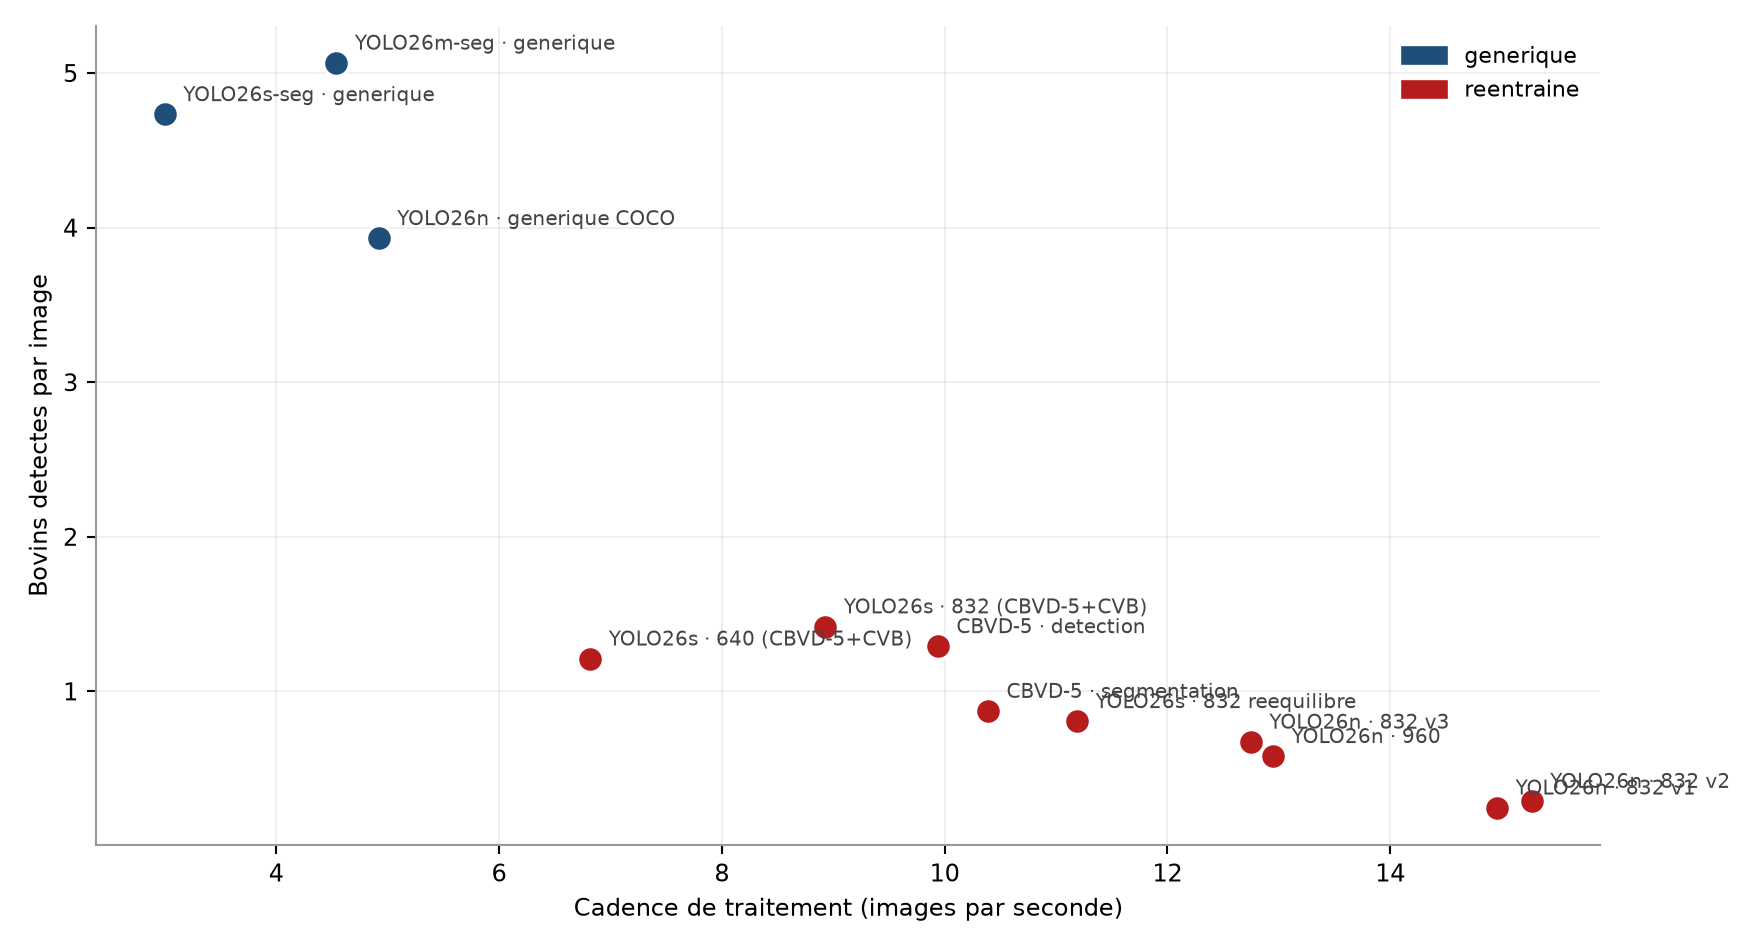 YOLO26m-seg · generique
generique
5
reentraine
YOLO26s-seg · generique
YOLO26n · generique COCO
4
Bovins detectes par image
3
2
YOLO26s · 832 (CBVD-5+CVB)
CBVD-5 · detection
YOLO26s · 640 (CBVD-5+CVB)
1
CBVD-5 · segmentation
YOLO26s · 832 reequilibre
YOLO26n · 832 v3
YOLO26n · 960
YOLO26n · 832 v2
YOLO26n · 832 v1
4
6
8
10
12
14
Cadence de traitement (images par seconde)